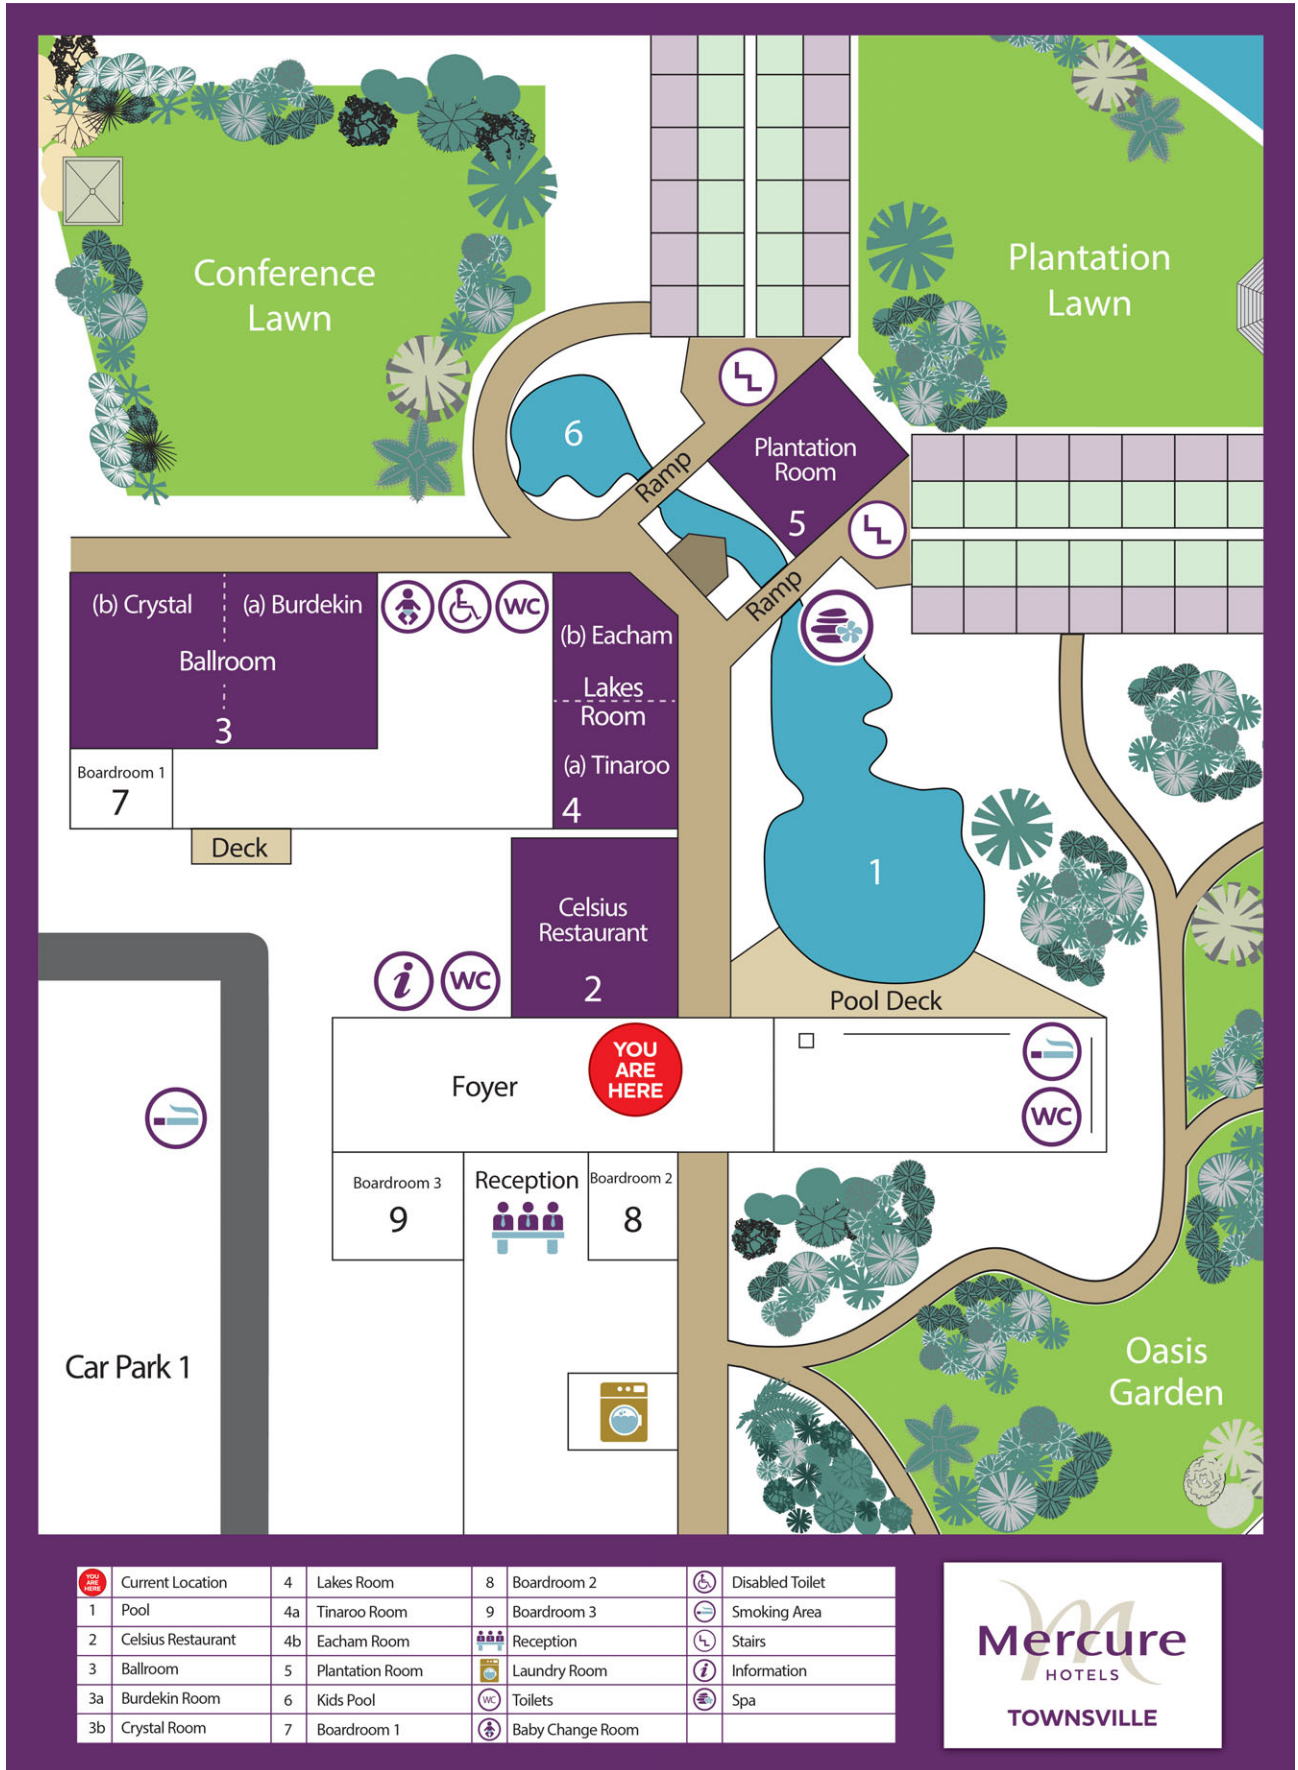 Conference
Lawn
Plantation
Lawn
6
Ramp
Plantation
Room
5
Ramp
(b) Crystal
(a) Burdekin
Ballroom
3
WC
(b) Eacham
Lakes
Room
(a) Tinaroo
4
Boardroom 1
7
Deck
1
Celsius
Restaurant
2
i
WC
Pool Deck
Foyer
YOU
ARE
HERE
WC
Boardroom 3
9
Reception
Boardroom 2
8
Car Park 1
Oasis
Garden
YOU
ARE
HERE
Current Location
1 Pool
2 Celsius Restaurant
3 Ballroom
3a Burdekin Room
3b Crystal Room
4 Lakes Room
4a Tinaroo Room
4b Eacham Room
5 Plantation Room
6 Kids Pool
7 Boardroom 1
8 Boardroom 2
9 Boardroom 3
Reception
Laundry Room
WC Toilets
Baby Change Room
Disabled Toilet
Smoking Area
Stairs
i Information
Spa
Mercure
HOTELS
TOWNSVILLE